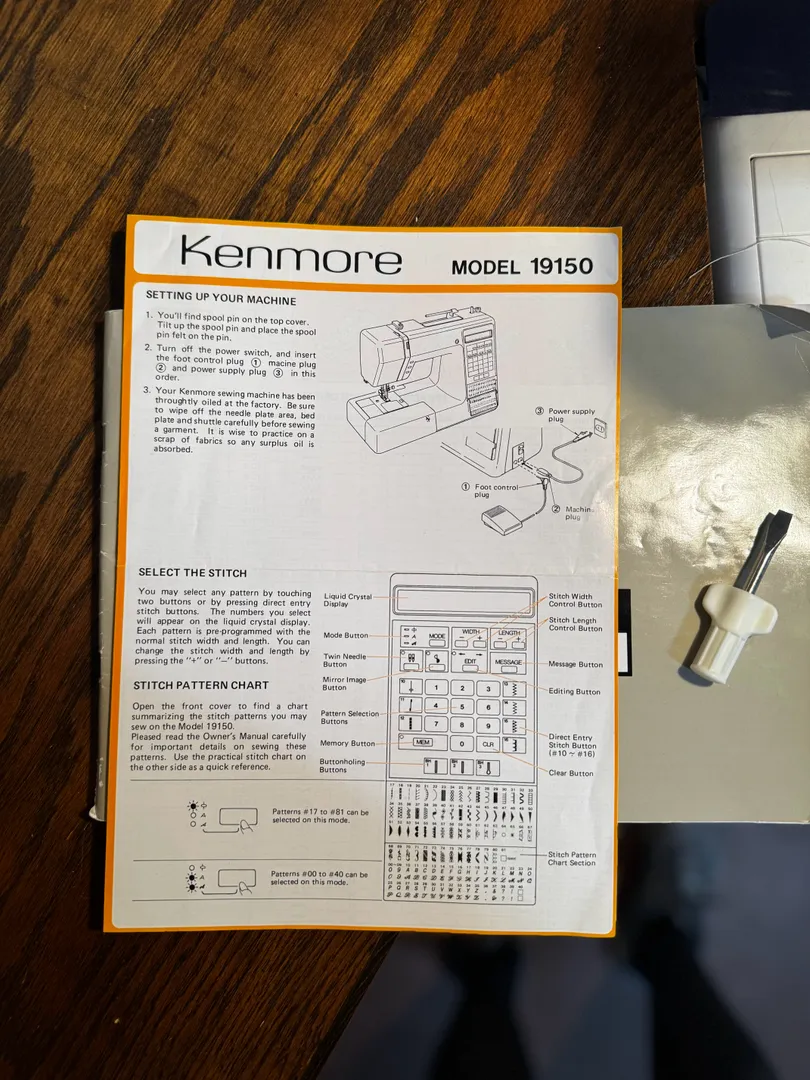 Kenmore MODEL 19150
SETTING UP YOUR MACHINE
1. You'll find spool pin on the top cover.
Tilt up the spool pin and place the spool
pin felt on the pin.
2. Turn off the power switch, and insert
the foot control plug ① macine plug
② and power supply plug ③ in this
order.
3. Your Kenmore sewing machine has been
throughtly oiled at the factory. Be sure
to wipe off the needle plate area, bed
plate and shuttle carefully before sewing
a garment. It is wise to practice on a
scrap of fabrics so any surplus oil is
absorbed.
③ Power supply
plug
① Foot control
plug
② Machin
plug
SELECT THE STITCH
You may select any pattern by touching
two buttons or by pressing direct entry
stitch buttons. The numbers you select
will appear on the liquid crystal display.
Each pattern is pre-programmed with the
normal stitch width and length. You can
change the stitch width and length by
pressing the "+" or "−" buttons.
STITCH PATTERN CHART
Open the front cover to find a chart
summarizing the stitch patterns you may
sew on the Model 19150.
Pleased read the Owner's Manual carefully
for important details on sewing these
patterns. Use the practical stitch chart on
the other side as a quick reference.
Liquid Crystal
Display
Mode Button
Twin Needle
Button
Mirror Image
Button
Pattern Selection
Buttons
Memory Button
Buttonholing
Buttons
MODE
WIDTH
− +
LENGTH
− +
EDIT
MESSAGE
1 2 3
4 5 6
7 8 9
MEM 0 CLR
Stitch Width
Control Button
Stitch Length
Control Button
Message Button
Editing Button
Direct Entry
Stitch Button
(#10 ~ #16)
Clear Button
Stitch Pattern
Chart Section
Patterns #17 to #81 can be
selected on this mode.
Patterns #00 to #40 can be
selected on this mode.